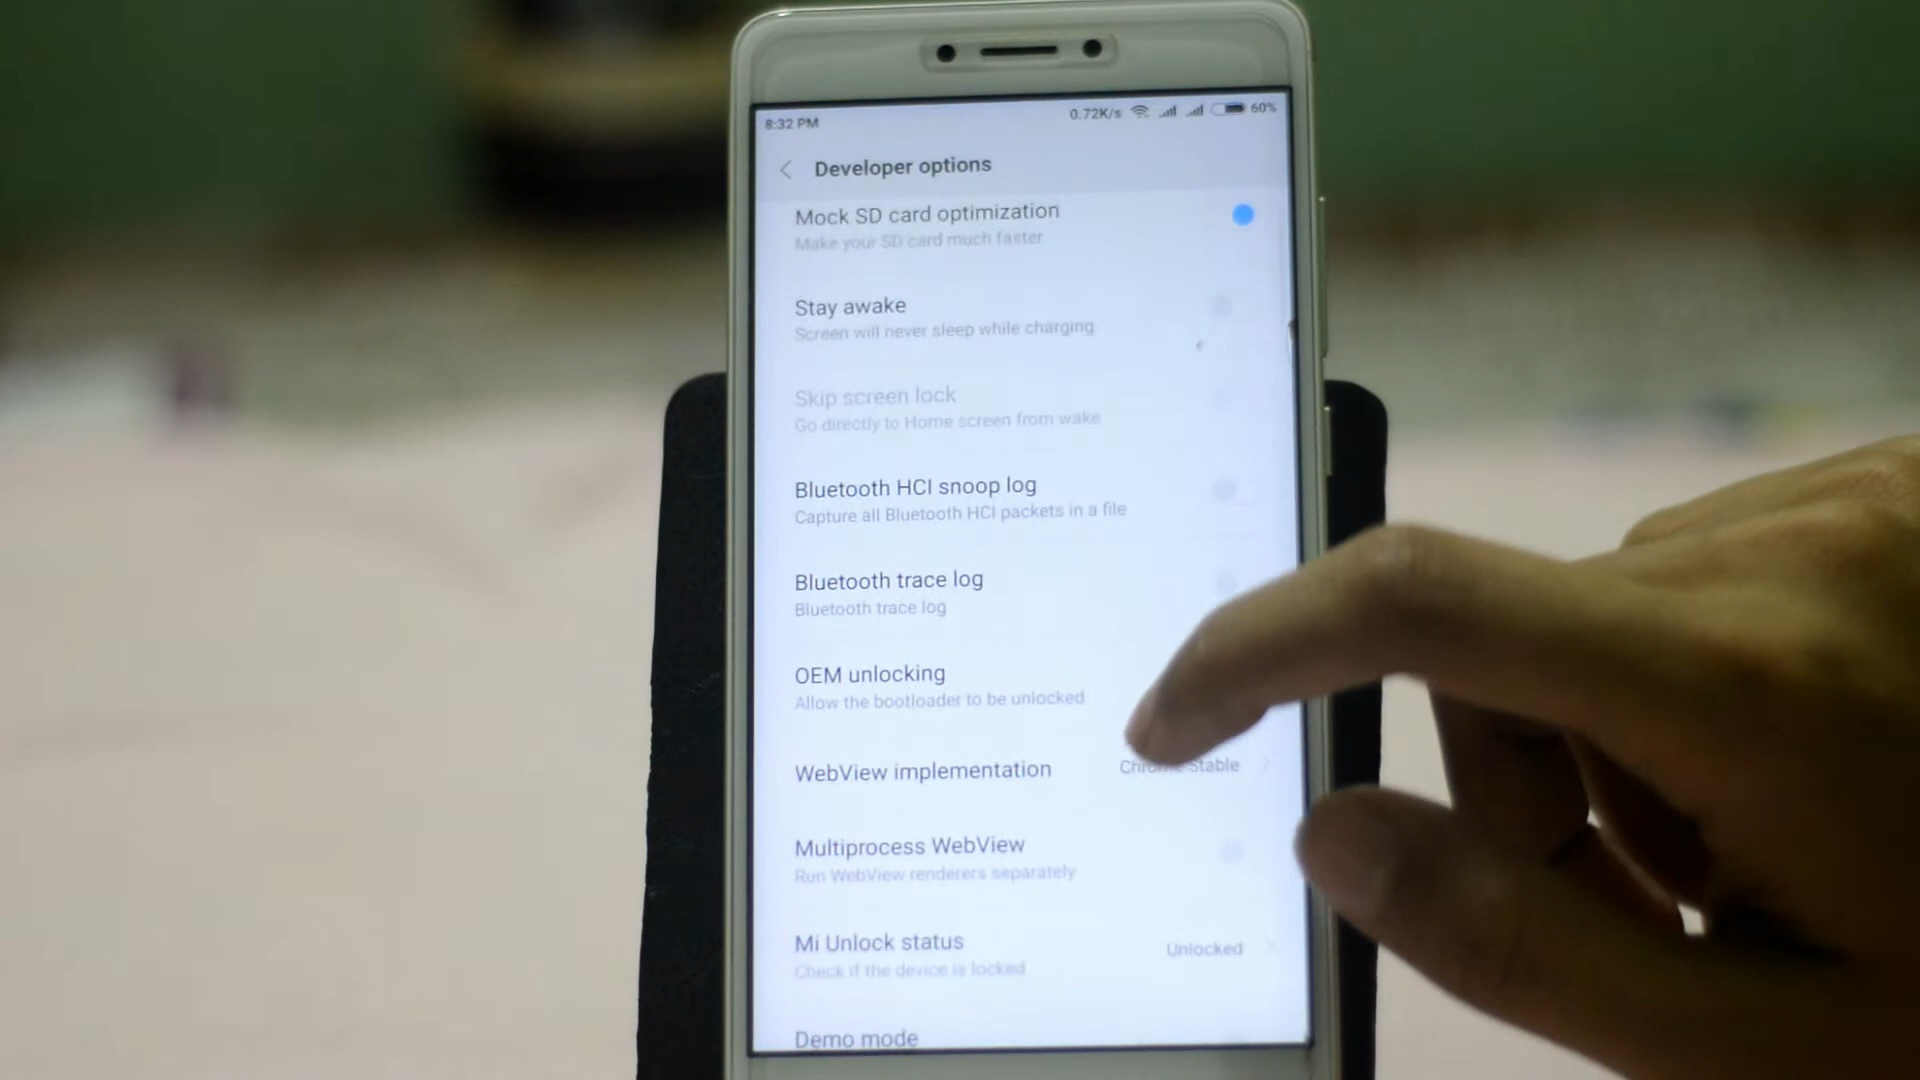 8:32 PM 0.72K/s 60%
Developer options
Mock SD card optimization
Make your SD card much faster
Stay awake
Screen will never sleep while charging
Skip screen lock
Go directly to Home screen from wake
Bluetooth HCI snoop log
Capture all Bluetooth HCI packets in a file
Bluetooth trace log
Bluetooth trace log
OEM unlocking
Allow the bootloader to be unlocked
WebView implementation Chrome Stable
Multiprocess WebView
Run WebView renderers separately
Mi Unlock status Unlocked
Check if the device is locked
Demo mode